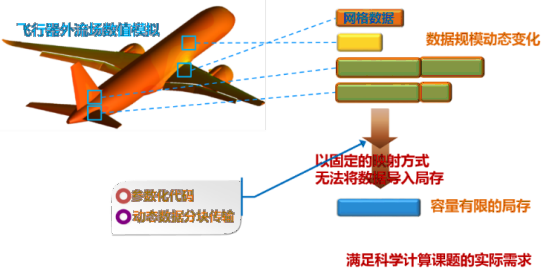 飞行器外流场数值模拟
网格数据
数据规模动态变化
以固定的映射方式
无法将数据导入局存
参数化代码
动态数据分块传输
容量有限的局存
满足科学计算课题的实际需求